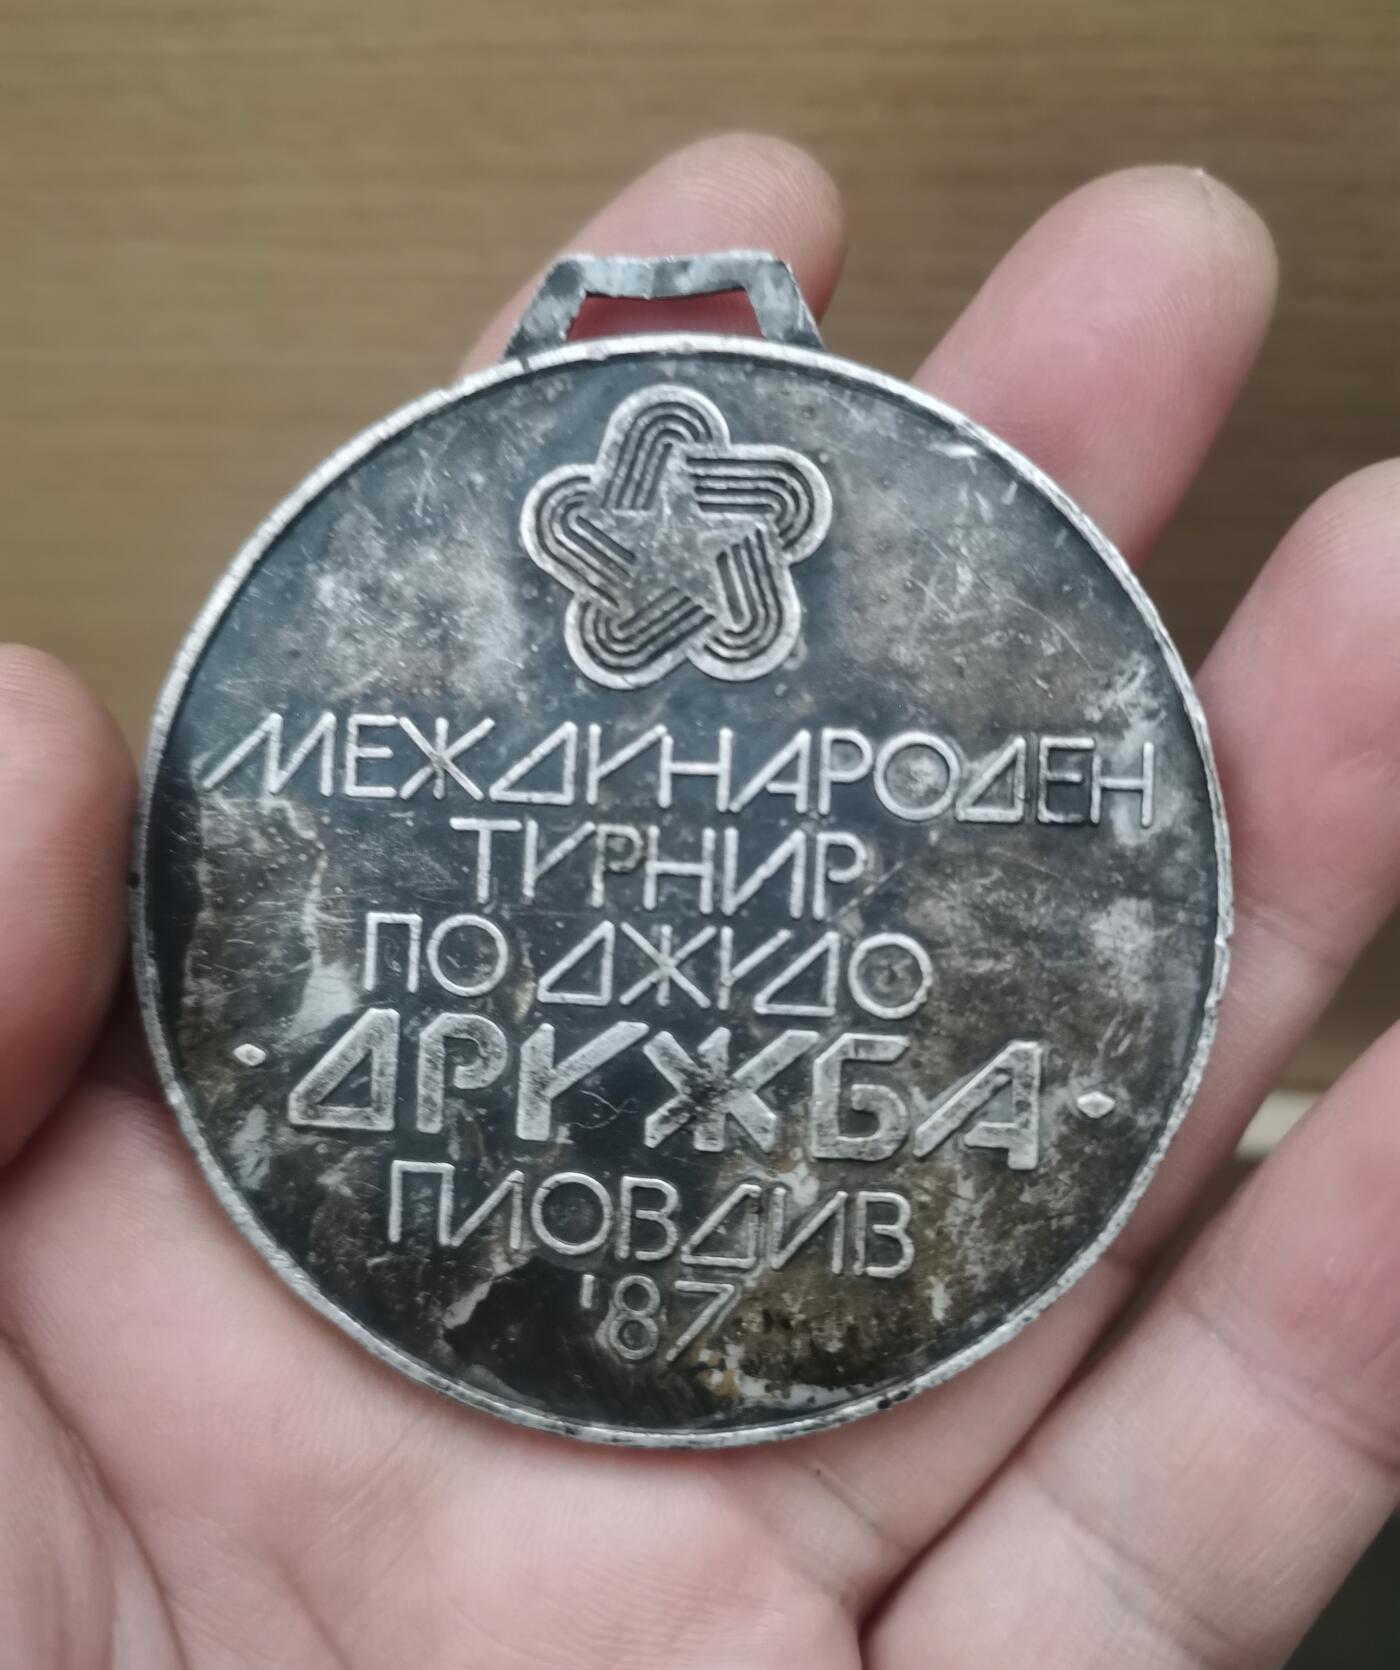 МЕЖДУНАРОДЕН
ТУРНИР
ПО ДЖУДО
·ДРУЖБА·
ПЛОВДИВ
'87